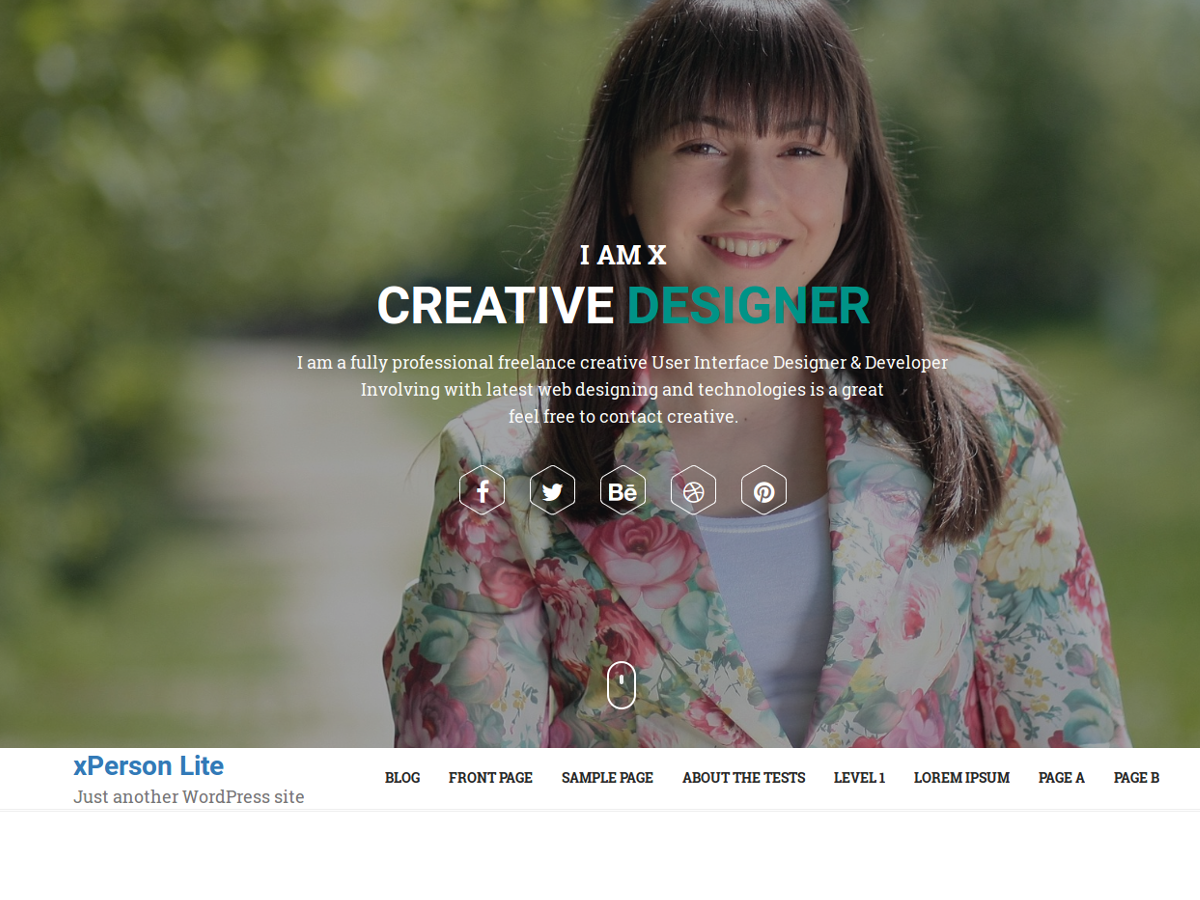 I AM X
CREATIVE DESIGNER
I am a fully professional freelance creative User Interface Designer & Developer
Involving with latest web designing and technologies is a great
feel free to contact creative.
Bē
xPerson Lite
Just another WordPress site
BLOG FRONT PAGE SAMPLE PAGE ABOUT THE TESTS LEVEL 1 LOREM IPSUM PAGE A PAGE B